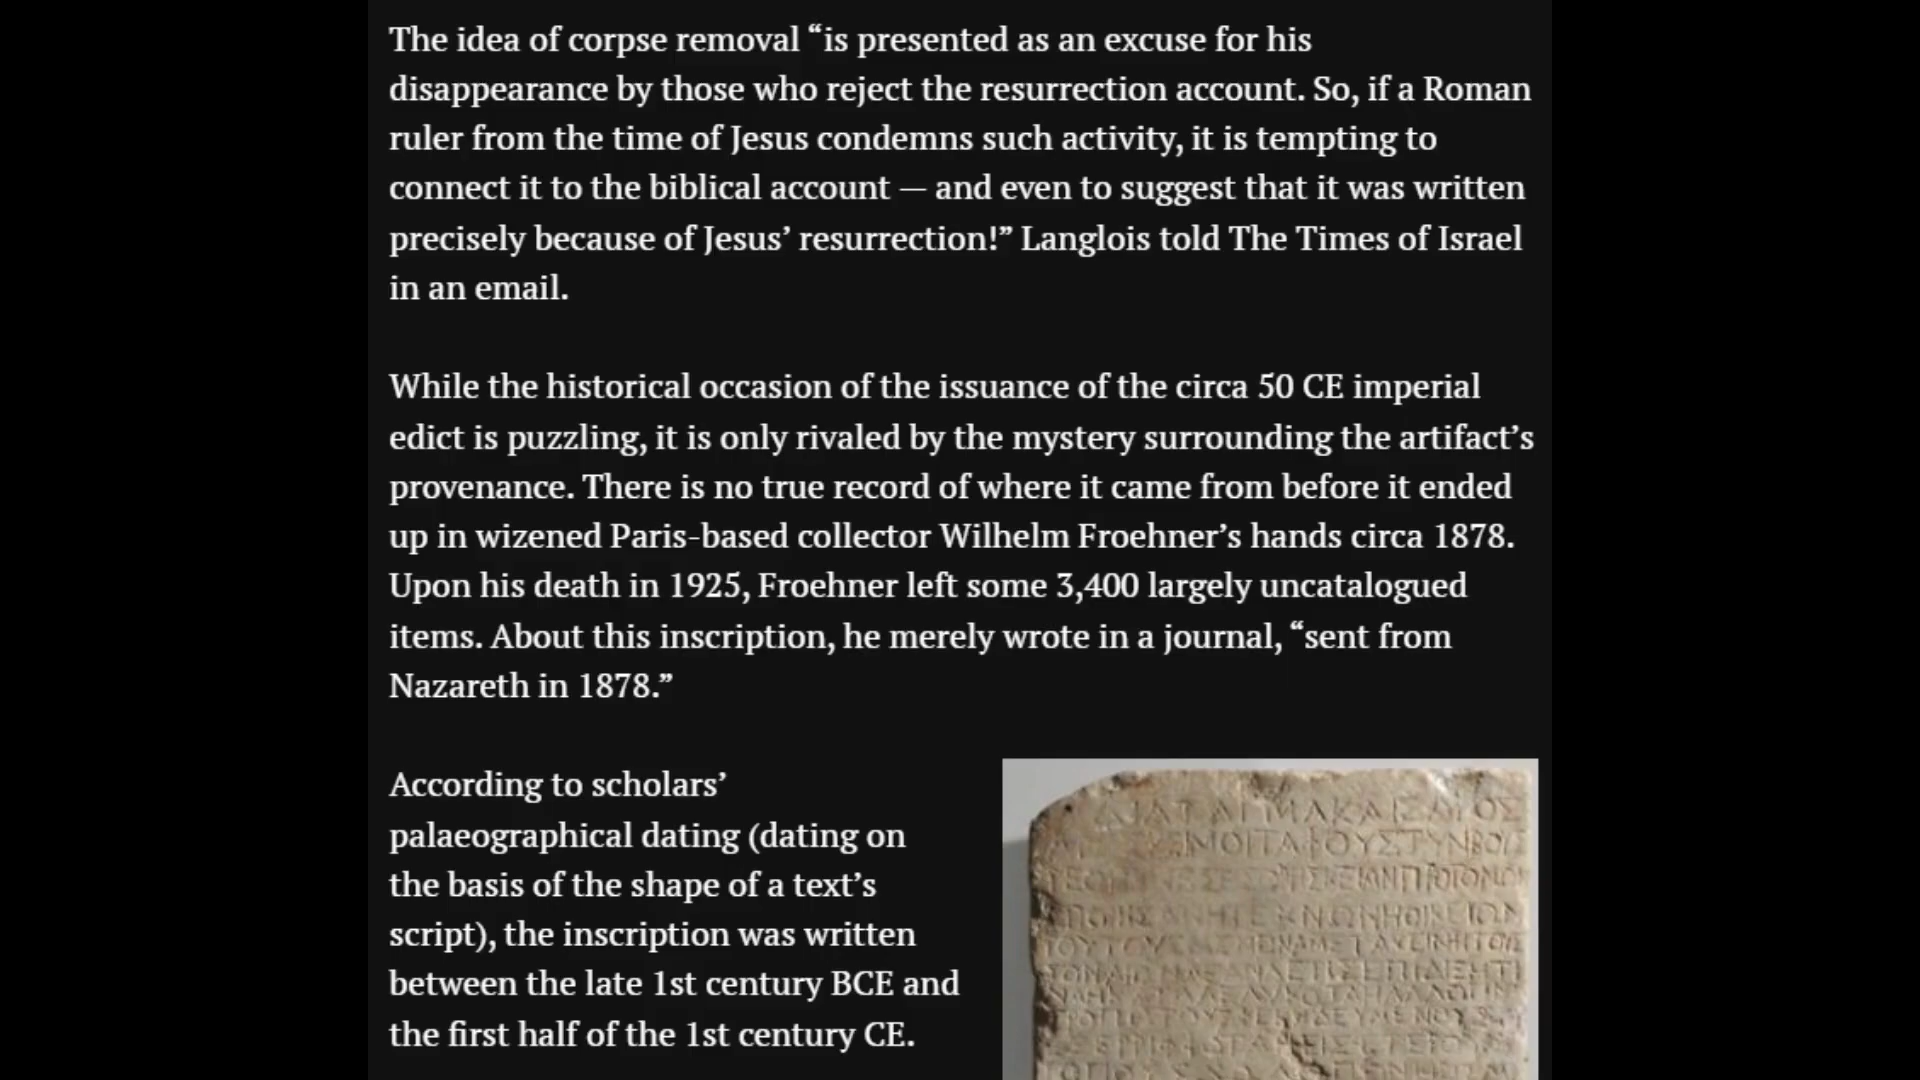 The idea of corpse removal “is presented as an excuse for his
disappearance by those who reject the resurrection account. So, if a Roman
ruler from the time of Jesus condemns such activity, it is tempting to
connect it to the biblical account — and even to suggest that it was written
precisely because of Jesus’ resurrection!” Langlois told The Times of Israel
in an email.
While the historical occasion of the issuance of the circa 50 CE imperial
edict is puzzling, it is only rivaled by the mystery surrounding the artifact’s
provenance. There is no true record of where it came from before it ended
up in wizened Paris-based collector Wilhelm Froehner’s hands circa 1878.
Upon his death in 1925, Froehner left some 3,400 largely uncatalogued
items. About this inscription, he merely wrote in a journal, “sent from
Nazareth in 1878.”
According to scholars’
palaeographical dating (dating on
the basis of the shape of a text’s
script), the inscription was written
between the late 1st century BCE and
the first half of the 1st century CE.